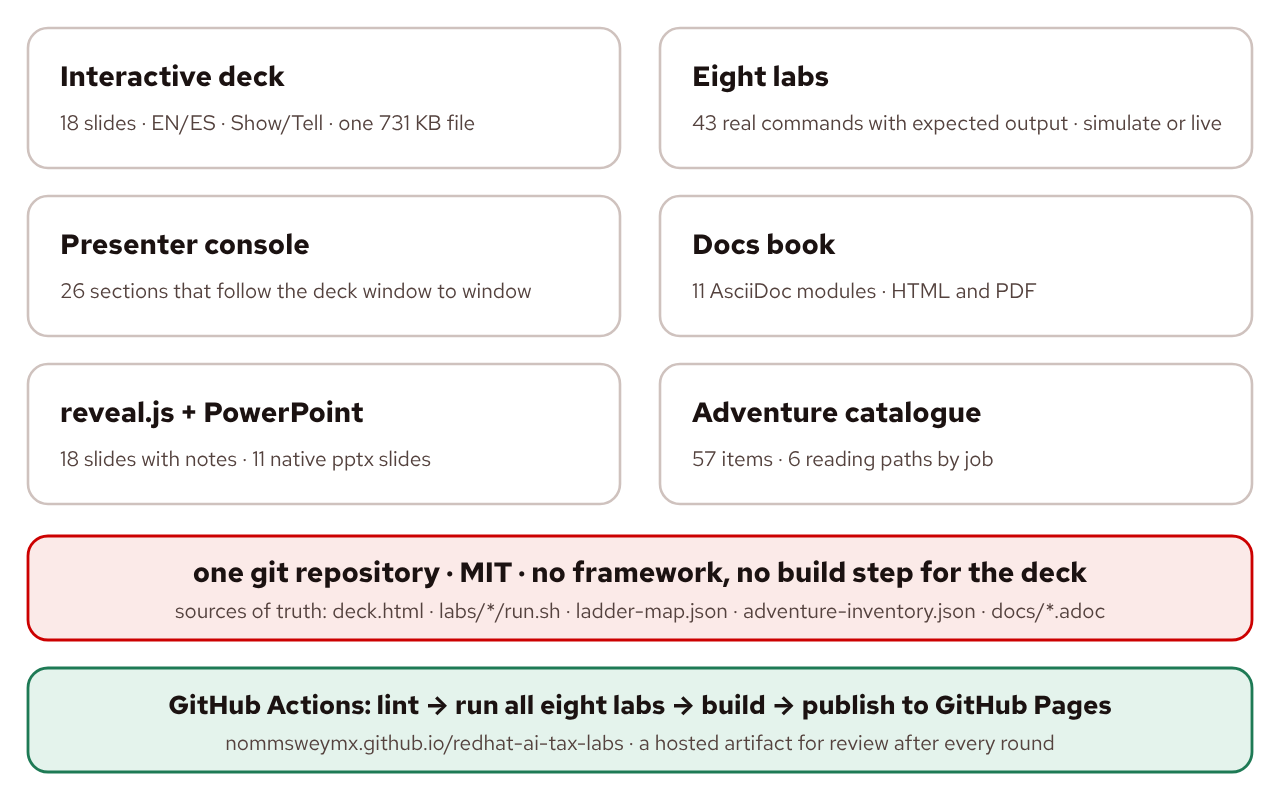 Interactive deck
18 slides · EN/ES · Show/Tell · one 731 KB file
Eight labs
43 real commands with expected output · simulate or live
Presenter console
26 sections that follow the deck window to window
Docs book
11 AsciiDoc modules · HTML and PDF
reveal.js + PowerPoint
18 slides with notes · 11 native pptx slides
Adventure catalogue
57 items · 6 reading paths by job
one git repository · MIT · no framework, no build step for the deck
sources of truth: deck.html · labs/*/run.sh · ladder-map.json · adventure-inventory.json · docs/*.adoc
GitHub Actions: lint → run all eight labs → build → publish to GitHub Pages
nommsweymx.github.io/redhat-ai-tax-labs · a hosted artifact for review after every round